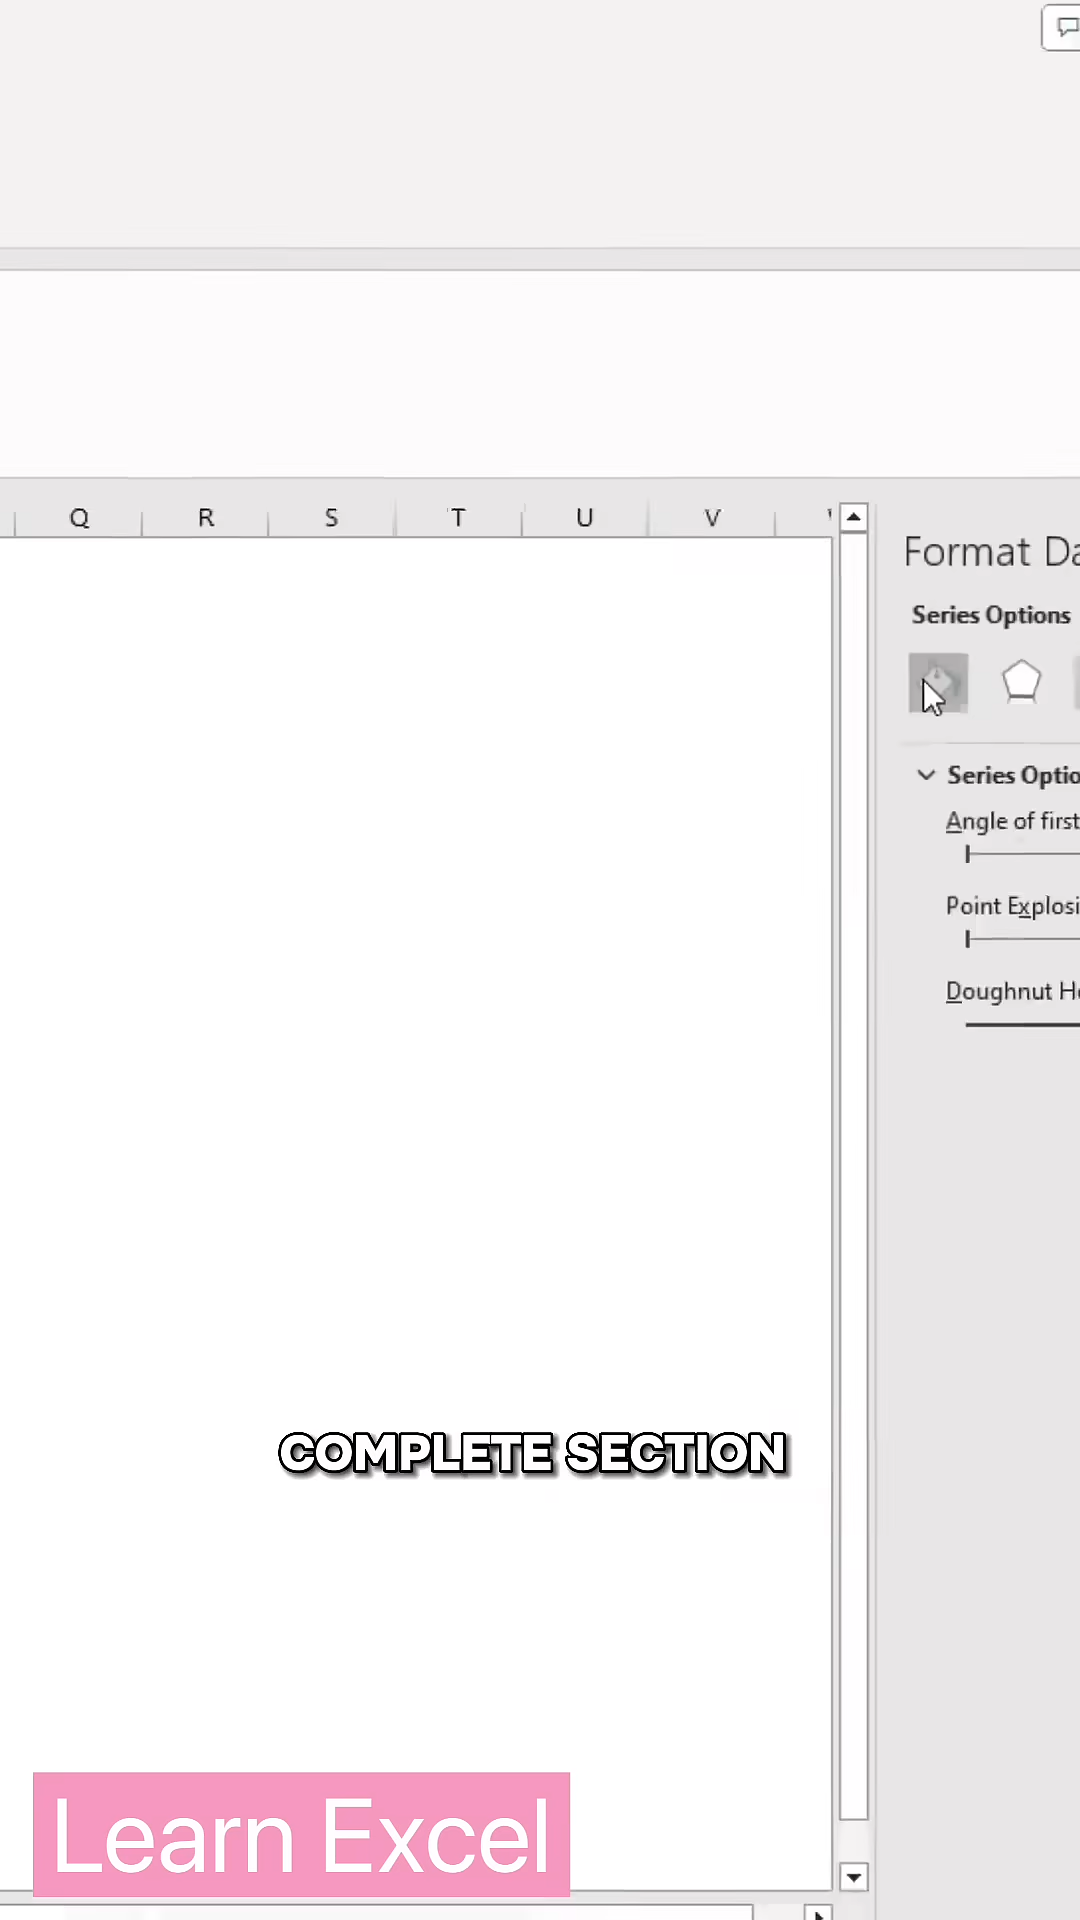 Q R S T U V
Format Da
Series Options
Series Optio
Angle of first
Point Explosi
Doughnut H
COMPLETE SECTION
Learn Excel